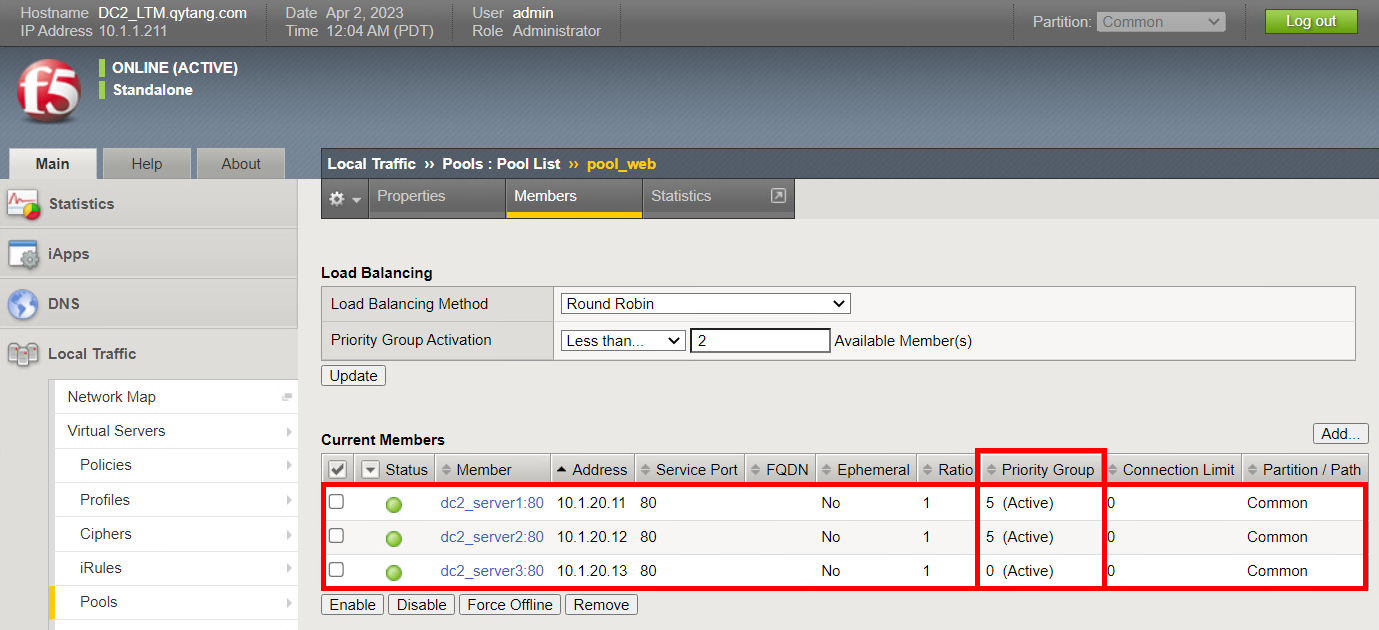 Hostname DC2_LTM.qytang.com Date Apr 2, 2023 User admin Partition: Common Log out
IP Address 10.1.1.211 Time 12:04 AM (PDT) Role Administrator
f5
ONLINE (ACTIVE)
Standalone
Main Help About
Local Traffic ›› Pools : Pool List ›› pool_web
Properties Members Statistics
Statistics
iApps
DNS
Local Traffic
Network Map
Virtual Servers
Policies
Profiles
Ciphers
iRules
Pools
Load Balancing
Load Balancing Method Round Robin
Priority Group Activation Less than... 2 Available Member(s)
Update
Current Members Add...
Status Member Address Service Port FQDN Ephemeral Ratio Priority Group Connection Limit Partition / Path
dc2_server1:80 10.1.20.11 80 No 1 5 (Active) 0 Common
dc2_server2:80 10.1.20.12 80 No 1 5 (Active) 0 Common
dc2_server3:80 10.1.20.13 80 No 1 0 (Active) 0 Common
Enable Disable Force Offline Remove